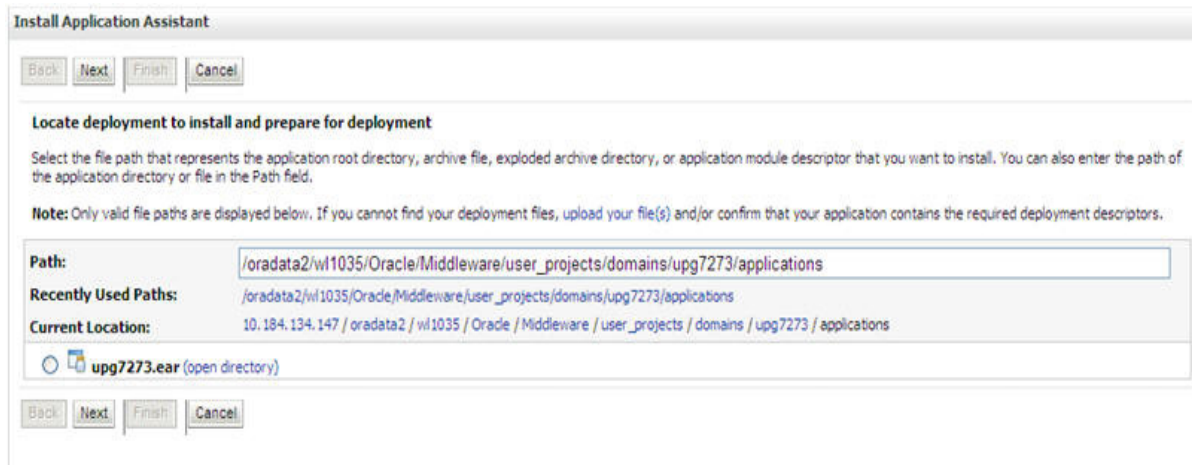 Install Application Assistant
Back Next Finish Cancel
Locate deployment to install and prepare for deployment
Select the file path that represents the application root directory, archive file, exploded archive directory, or application module descriptor that you want to install. You can also enter the path of
the application directory or file in the Path field.
Note: Only valid file paths are displayed below. If you cannot find your deployment files, upload your file(s) and/or confirm that your application contains the required deployment descriptors.
Path: /oradata2/wl1035/Oracle/Middleware/user_projects/domains/upg7273/applications
Recently Used Paths: /oradata2/wl1035/Oracle/Middleware/user_projects/domains/upg7273/applications
Current Location: 10.184.134.147 / oradata2 / wl1035 / Oracle / Middleware / user_projects / domains / upg7273 / applications
upg7273.ear (open directory)
Back Next Finish Cancel